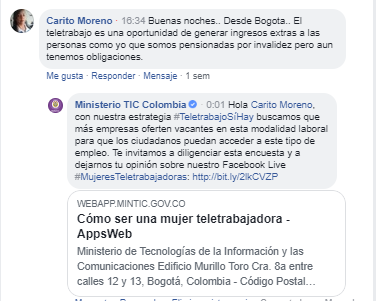 Carito Moreno · 16:34 Buenas noches.. Desde Bogota.. El
teletrabajo es una oportunidad de generar ingresos extras a las
personas como yo que somos pensionadas por invalidez pero aun
tenemos obligaciones.
Me gusta · Responder · Mensaje · 1 sem
Ministerio TIC Colombia · 0:01 Hola Carito Moreno,
con nuestra estrategia #TeletrabajoSíHay buscamos que
más empresas oferten vacantes en esta modalidad laboral
para que los ciudadanos puedan acceder a este tipo de
empleo. Te invitamos a diligenciar esta encuesta y a
dejarnos tu opinión sobre nuestro Facebook Live
#MujeresTeletrabajadoras: http://bit.ly/2IkCVZP
WEBAPP.MINTIC.GOV.CO
Cómo ser una mujer teletrabajadora -
AppsWeb
Ministerio de Tecnologías de la Información y las
Comunicaciones Edificio Murillo Toro Cra. 8a entre
calles 12 y 13, Bogotá, Colombia - Código Postal...